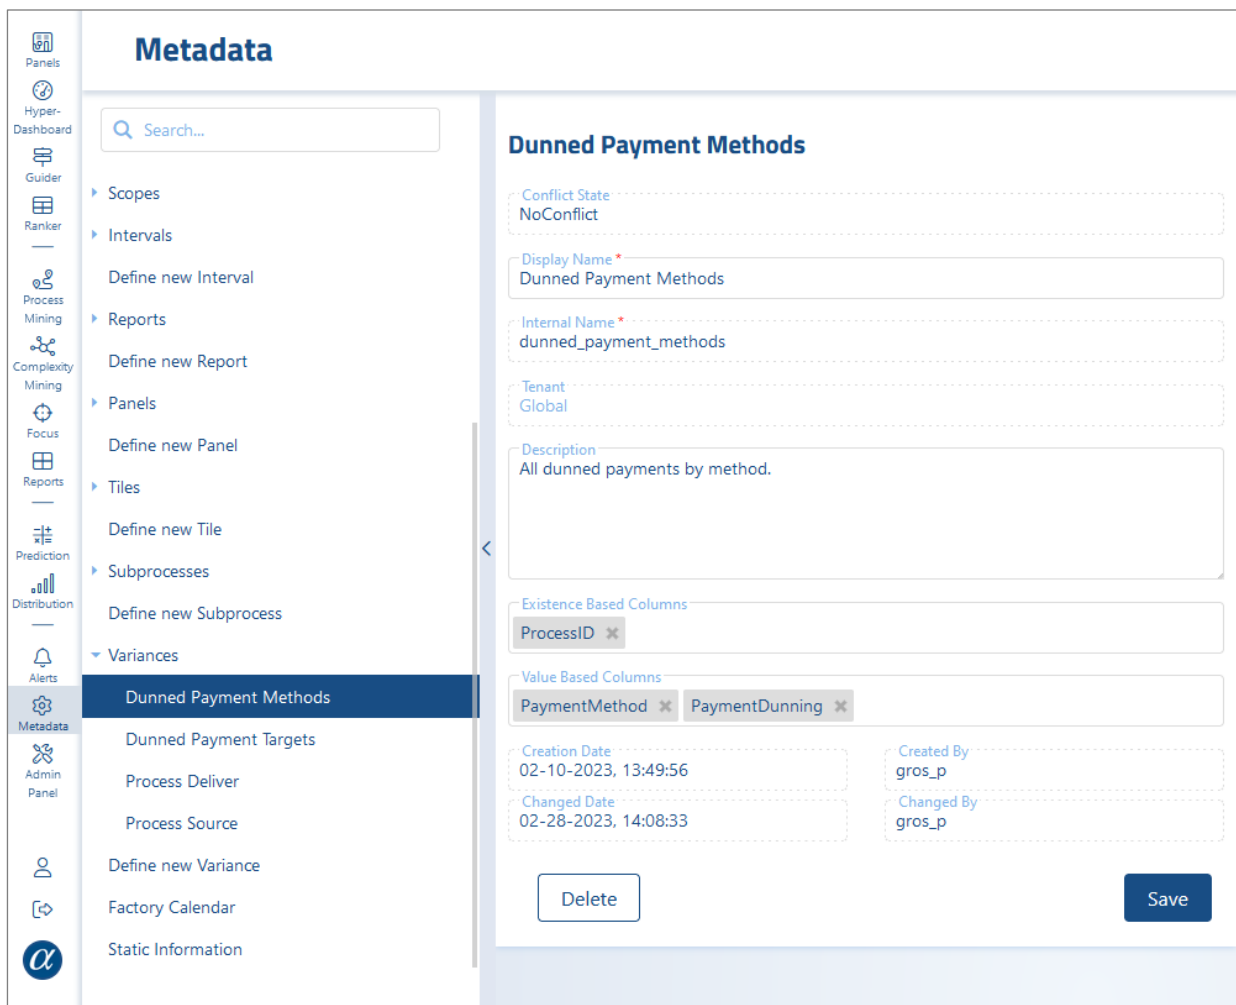 Metadata
Panels
Hyper-
Dashboard
Guider
Ranker
Process
Mining
Complexity
Mining
Focus
Reports
Prediction
Distribution
Alerts
Metadata
Admin
Panel
α
Search...
Scopes
Intervals
Define new Interval
Reports
Define new Report
Panels
Define new Panel
Tiles
Define new Tile
Subprocesses
Define new Subprocess
Variances
Dunned Payment Methods
Dunned Payment Targets
Process Deliver
Process Source
Define new Variance
Factory Calendar
Static Information
Dunned Payment Methods
Conflict State
NoConflict
Display Name *
Dunned Payment Methods
Internal Name *
dunned_payment_methods
Tenant
Global
Description
All dunned payments by method.
Existence Based Columns
ProcessID
Value Based Columns
PaymentMethod PaymentDunning
Creation Date Created By
02-10-2023, 13:49:56 gros_p
Changed Date Changed By
02-28-2023, 14:08:33 gros_p
Delete Save